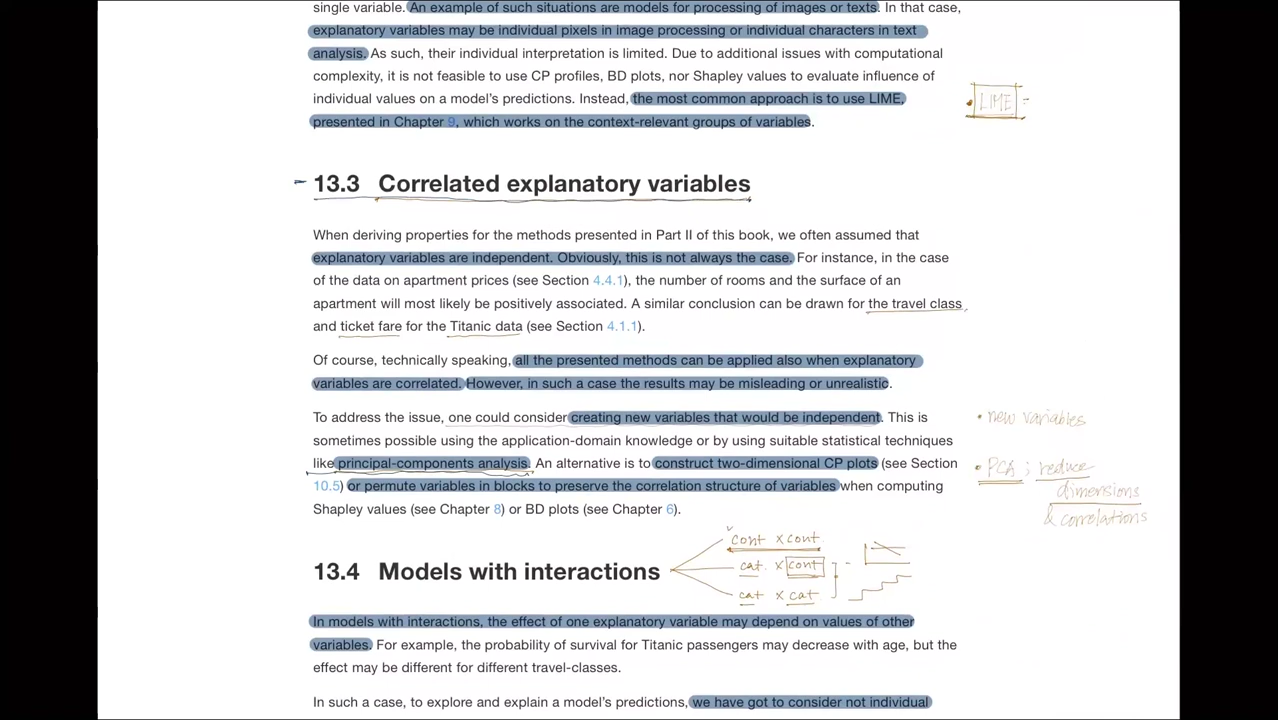 single variable. An example of such situations are models for processing of images or texts. In that case,
explanatory variables may be individual pixels in image processing or individual characters in text
analysis. As such, their individual interpretation is limited. Due to additional issues with computational
complexity, it is not feasible to use CP profiles, BD plots, nor Shapley values to evaluate influence of
individual values on a model's predictions. Instead, the most common approach is to use LIME,
LIME
presented in Chapter 9, which works on the context-relevant groups of variables.
13.3 Correlated explanatory variables
When deriving properties for the methods presented in Part II of this book, we often assumed that
explanatory variables are independent. Obviously, this is not always the case. For instance, in the case
of the data on apartment prices (see Section 4.4.1), the number of rooms and the surface of an
apartment will most likely be positively associated. A similar conclusion can be drawn for the travel class
and ticket fare for the Titanic data (see Section 4.1.1).
Of course, technically speaking, all the presented methods can be applied also when explanatory
variables are correlated. However, in such a case the results may be misleading or unrealistic.
To address the issue, one could consider creating new variables that would be independent. This is
sometimes possible using the application-domain knowledge or by using suitable statistical techniques
like principal-components analysis. An alternative is to construct two-dimensional CP plots (see Section
10.5) or permute variables in blocks to preserve the correlation structure of variables when computing
Shapley values (see Chapter 8) or BD plots (see Chapter 6).
• new variables
• PCA ; reduce
dimensions
& correlations
13.4 Models with interactions
cont x cont
cat. x cont
cat x cat
In models with interactions, the effect of one explanatory variable may depend on values of other
variables. For example, the probability of survival for Titanic passengers may decrease with age, but the
effect may be different for different travel-classes.
In such a case, to explore and explain a model's predictions, we have got to consider not individual